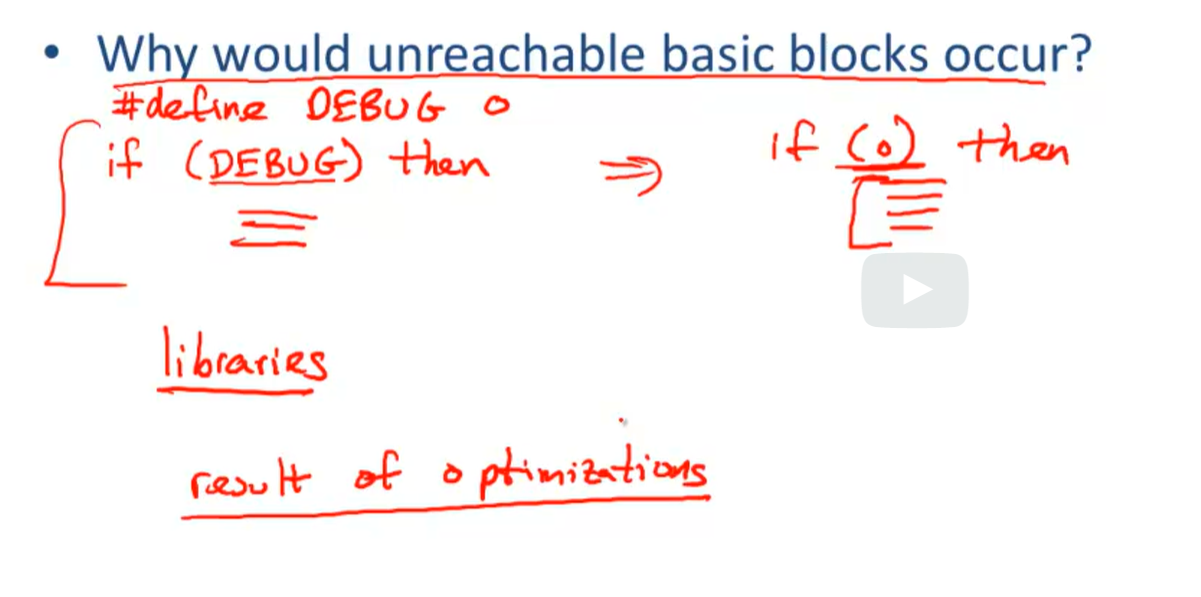 • Why would unreachable basic blocks occur?
#define DEBUG 0
if (DEBUG) then ⇒ if (0) then
libraries
result of optimizations